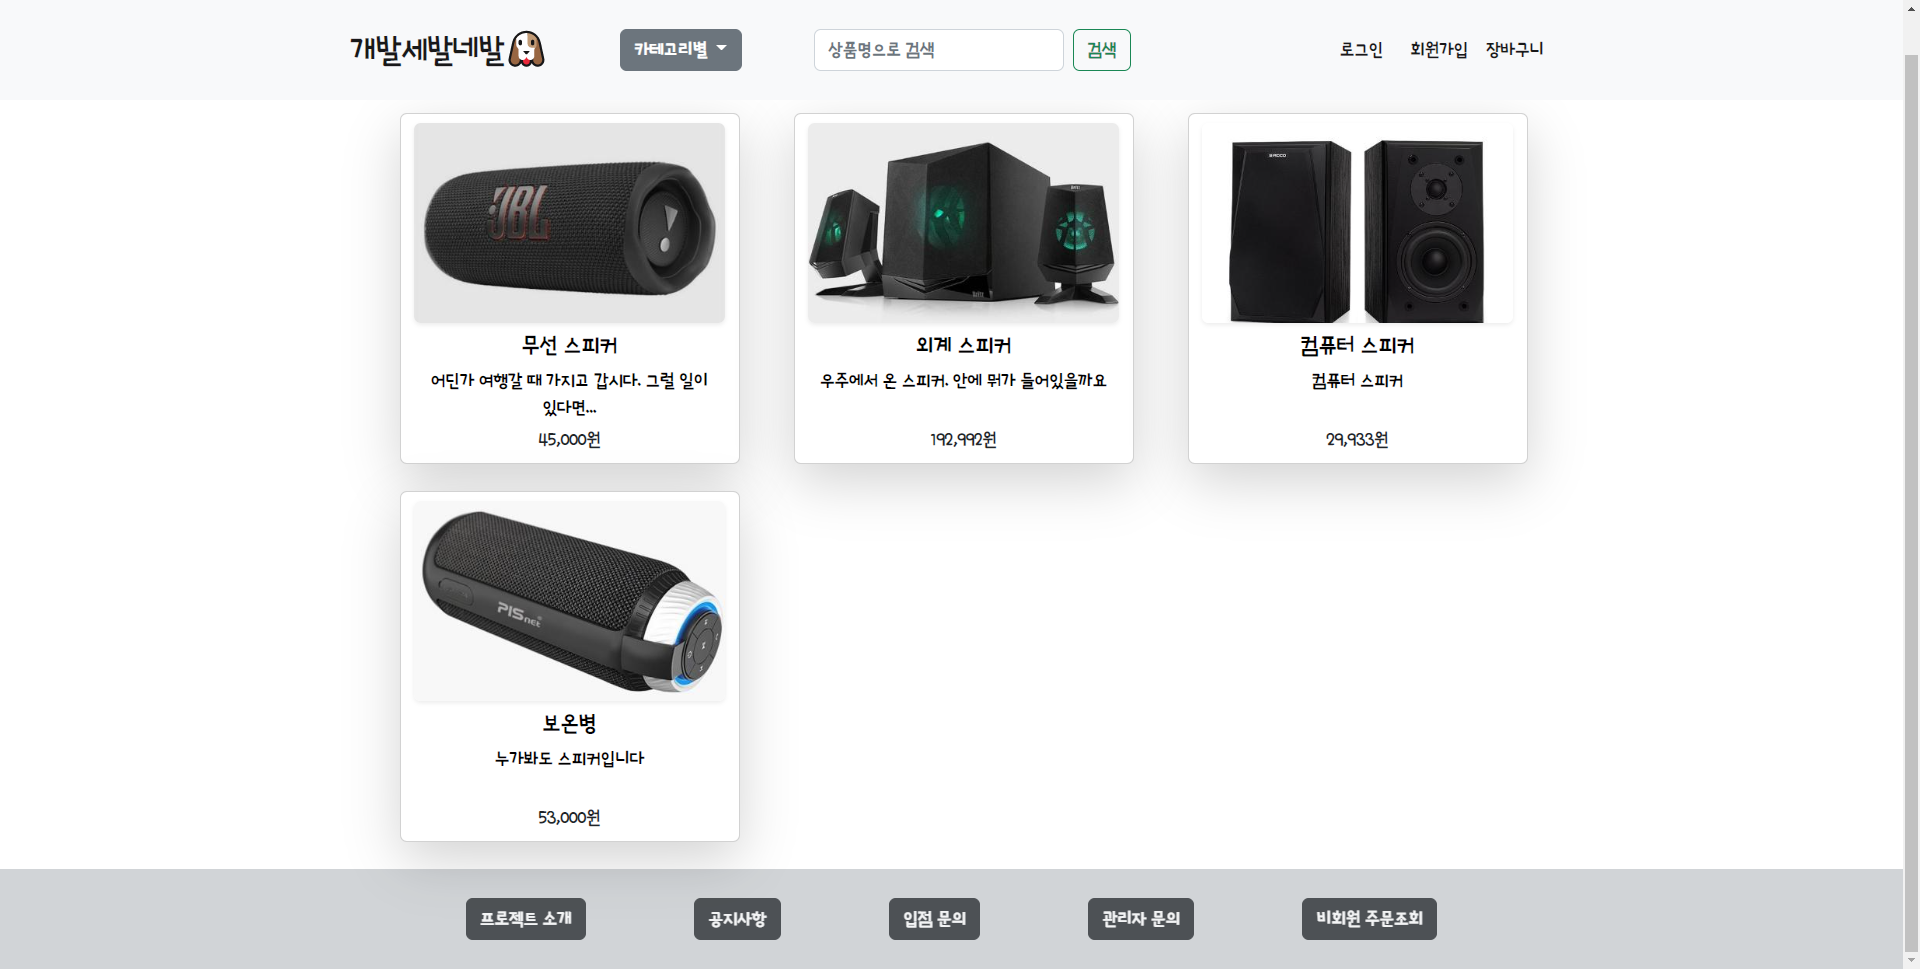 개발세발네발
카테고리별
상품명으로 검색
검색
로그인
회원가입
장바구니
JBL
무선 스피커
어딘가 여행갈 때 가지고 갑시다. 그럴 일이
있다면...
45,000원
외계 스피커
우주에서 온 스피커. 안에 뭐가 들어있을까요
192,992원
컴퓨터 스피커
컴퓨터 스피커
29,933원
PISnet
보온병
누가봐도 스피커입니다
53,000원
프로젝트 소개
공지사항
입점 문의
관리자 문의
비회원 주문조회